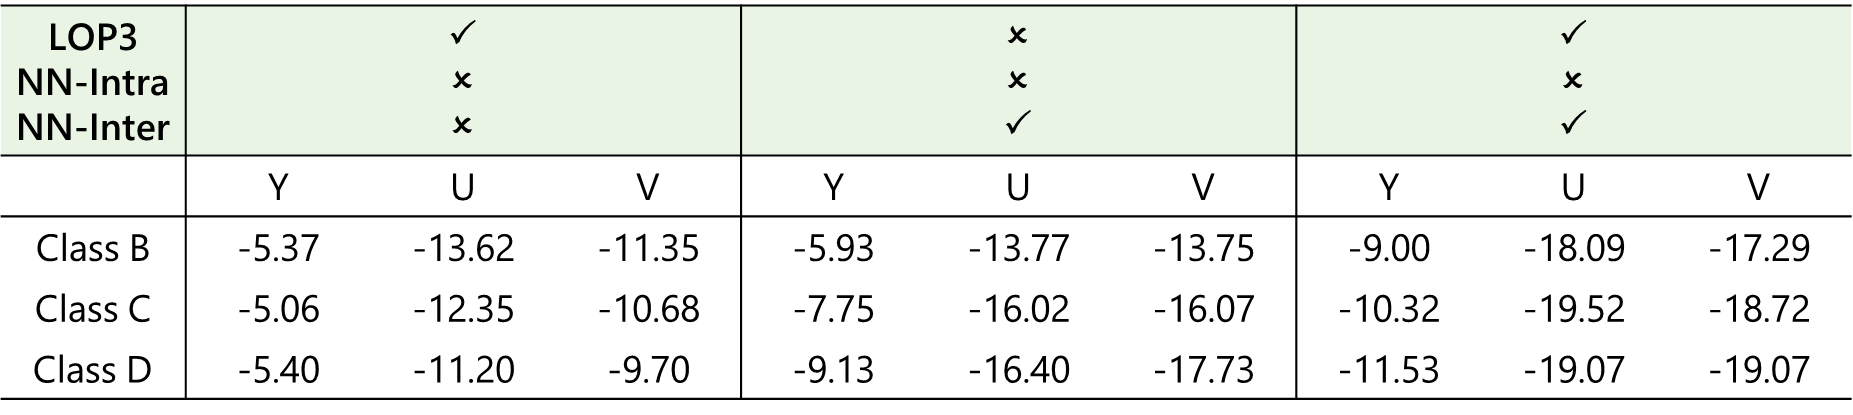 LOP3 ✓ × ✓
NN-Intra × × ×
NN-Inter × ✓ ✓
Y U V Y U V Y U V
Class B -5.37 -13.62 -11.35 -5.93 -13.77 -13.75 -9.00 -18.09 -17.29
Class C -5.06 -12.35 -10.68 -7.75 -16.02 -16.07 -10.32 -19.52 -18.72
Class D -5.40 -11.20 -9.70 -9.13 -16.40 -17.73 -11.53 -19.07 -19.07